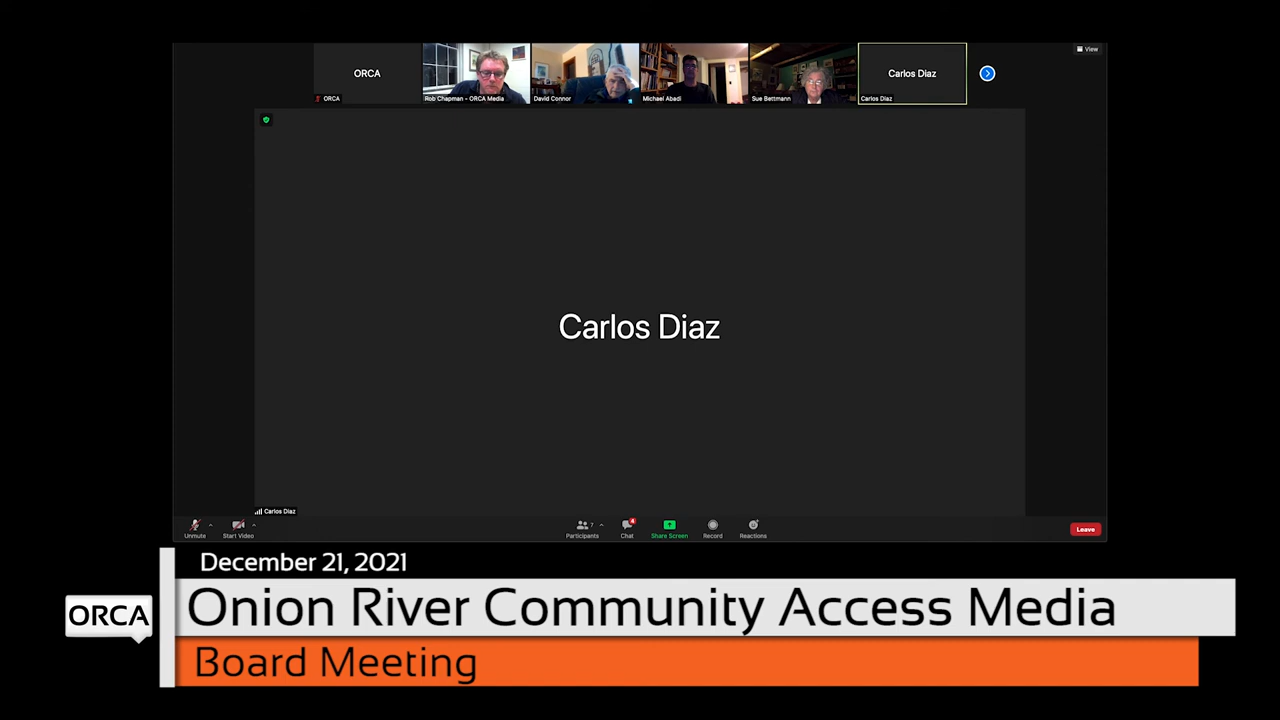 View
ORCA
ORCA
Rob Chapman - ORCA Media
David Connor
Michael Abadi
Sue Bettmann
Carlos Diaz
Carlos Diaz
Carlos Diaz
Carlos Diaz
Unmute
Start Video
7
Participants
4
Chat
Share Screen
Record
Reactions
Leave
December 21, 2021
ORCA
Onion River Community Access Media
Board Meeting